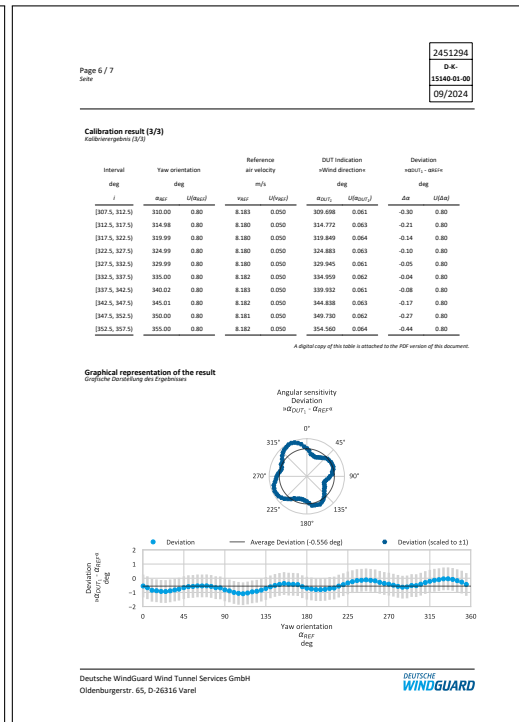 Page 6 / 7
Seite
2451294
D-K-
15140-01-00
09/2024
Calibration result (3/3)
Kalibrierergebnis (3/3)
Interval Yaw orientation Reference air velocity DUT Indication »Wind direction« Deviation »αDUT₁ - αREF«
deg deg m/s deg deg
i αREF U(αREF) vREF U(vREF) αDUT₁ U(αDUT₁) Δα U(Δα)
[307.5, 312.5) 310.00 0.80 8.183 0.050 309.698 0.061 -0.30 0.80
[312.5, 317.5) 314.98 0.80 8.180 0.050 314.772 0.063 -0.21 0.80
[317.5, 322.5) 319.99 0.80 8.180 0.050 319.849 0.064 -0.14 0.80
[322.5, 327.5) 324.99 0.80 8.180 0.050 324.883 0.063 -0.10 0.80
[327.5, 332.5) 329.99 0.80 8.180 0.050 329.945 0.061 -0.05 0.80
[332.5, 337.5) 335.00 0.80 8.182 0.050 334.959 0.062 -0.04 0.80
[337.5, 342.5) 340.02 0.80 8.183 0.050 339.932 0.061 -0.08 0.80
[342.5, 347.5) 345.01 0.80 8.182 0.050 344.838 0.063 -0.17 0.80
[347.5, 352.5) 350.00 0.80 8.181 0.050 349.730 0.062 -0.27 0.80
[352.5, 357.5) 355.00 0.80 8.182 0.050 354.560 0.064 -0.44 0.80
A digital copy of this table is attached to the PDF version of this document.
Graphical representation of the result
Grafische Darstellung des Ergebnisses
Angular sensitivity
Deviation
»αDUT₁ - αREF«
0°
315° 45°
270° 90°
225° 135°
180°
Deviation Average Deviation (-0.556 deg) Deviation (scaled to ±1)
Deviation
»αDUT₁ - αREF«
deg
2
1
0
−1
−2
0 45 90 135 180 225 270 315 360
Yaw orientation
αREF
deg
Deutsche WindGuard Wind Tunnel Services GmbH
Oldenburgerstr. 65, D-26316 Varel
DEUTSCHE
WINDGUARD